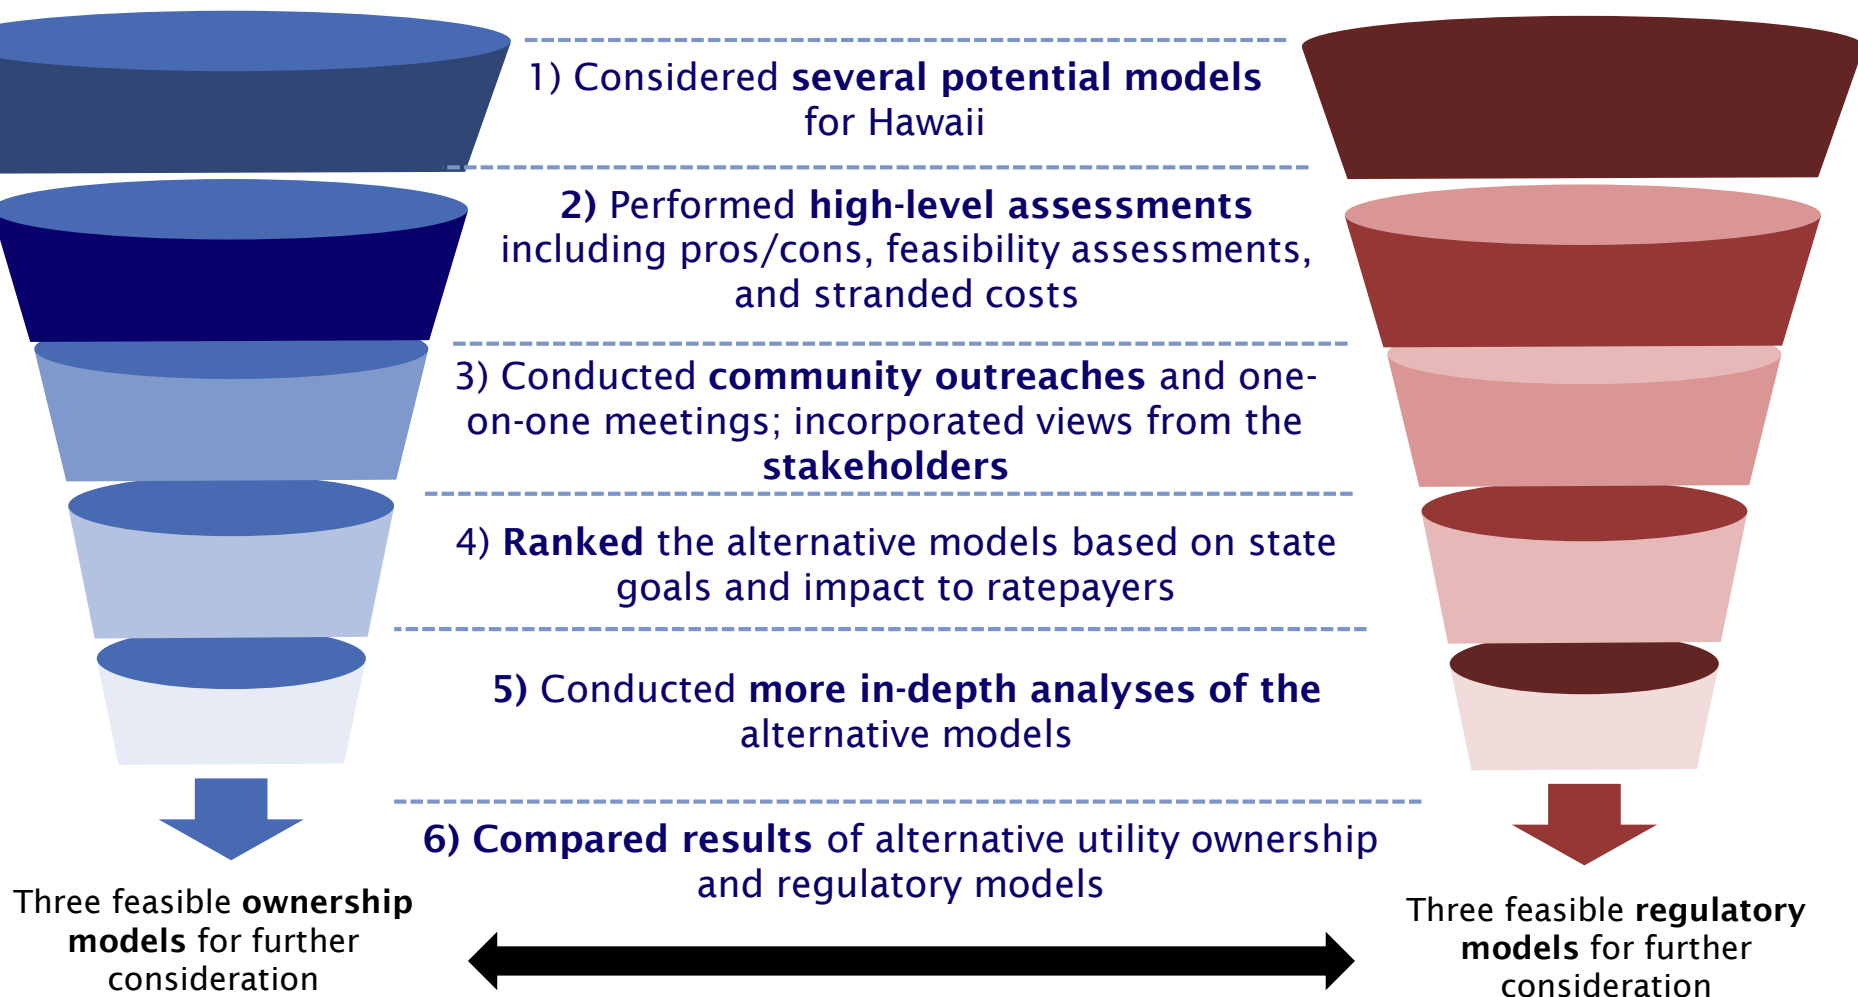 1) Considered several potential models
for Hawaii
2) Performed high-level assessments
including pros/cons, feasibility assessments,
and stranded costs
3) Conducted community outreaches and one-
on-one meetings; incorporated views from the
stakeholders
4) Ranked the alternative models based on state
goals and impact to ratepayers
5) Conducted more in-depth analyses of the
alternative models
6) Compared results of alternative utility ownership
and regulatory models
Three feasible ownership
models for further
consideration
Three feasible regulatory
models for further
consideration